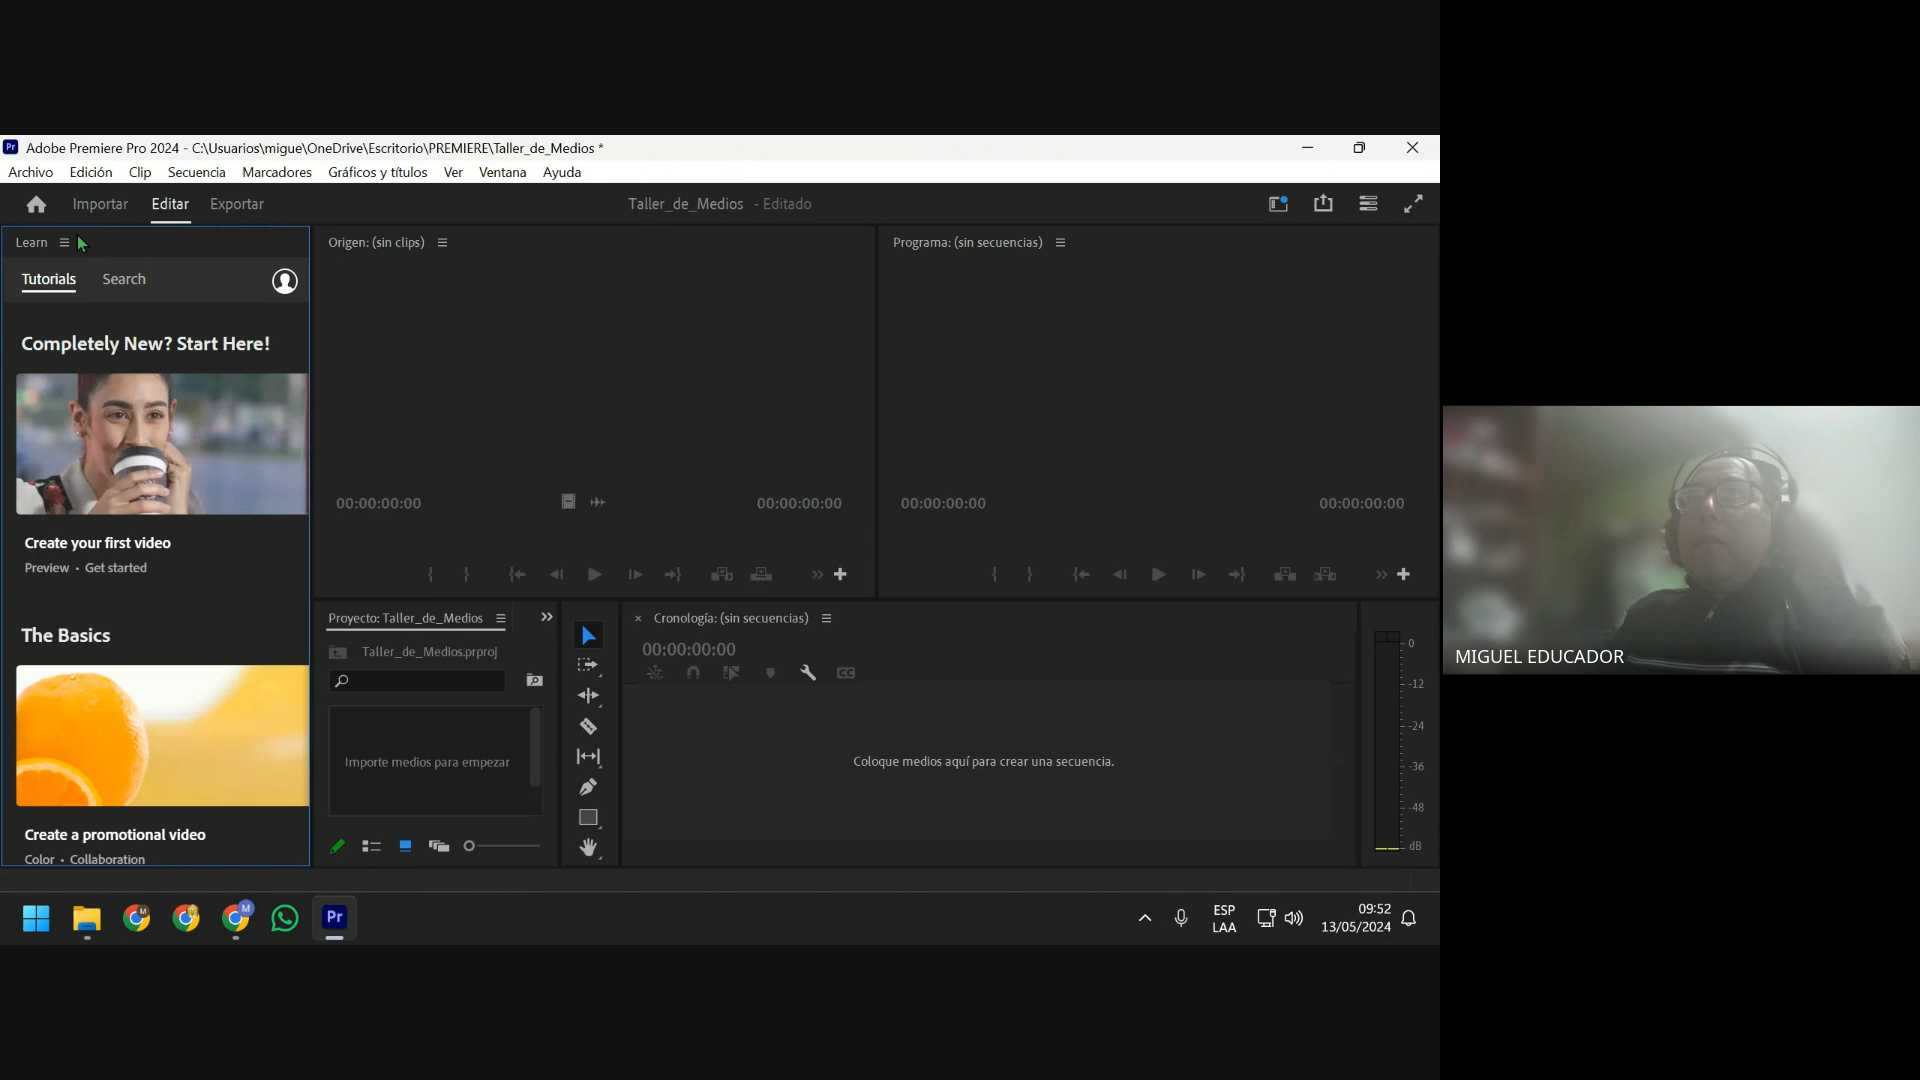 Adobe Premiere Pro 2024 - C:\Usuarios\migue\OneDrive\Escritorio\PREMIERE\Taller_de_Medios *
Archivo Edición Clip Secuencia Marcadores Gráficos y títulos Ver Ventana Ayuda
Importar Editar Exportar
Taller_de_Medios - Editado
Learn
Tutorials Search
Completely New? Start Here!
Create your first video
Preview • Get started
The Basics
Create a promotional video
Color • Collaboration
Origen: (sin clips)
00:00:00:00
00:00:00:00
Programa: (sin secuencias)
00:00:00:00
00:00:00:00
Proyecto: Taller_de_Medios
Taller_de_Medios.prproj
Importe medios para empezar
Cronología: (sin secuencias)
00:00:00:00
Coloque medios aquí para crear una secuencia.
0
-12
-24
-36
-48
dB
MIGUEL EDUCADOR
M
Pr
ESP
LAA
09:52
13/05/2024